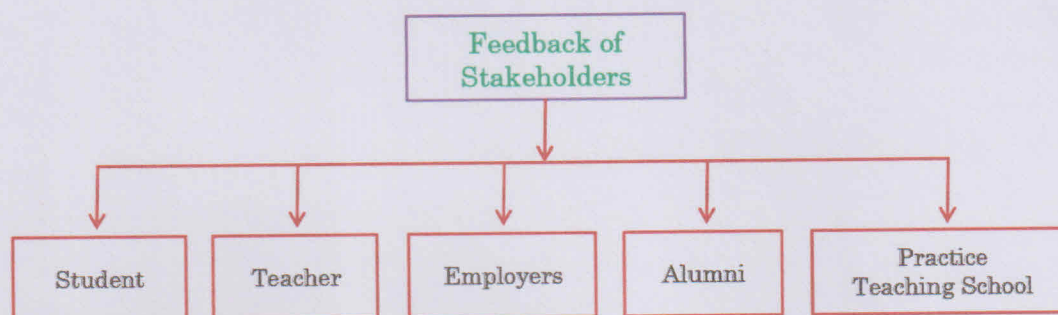 Feedback of
Stakeholders
Student
Teacher
Employers
Alumni
Practice
Teaching School